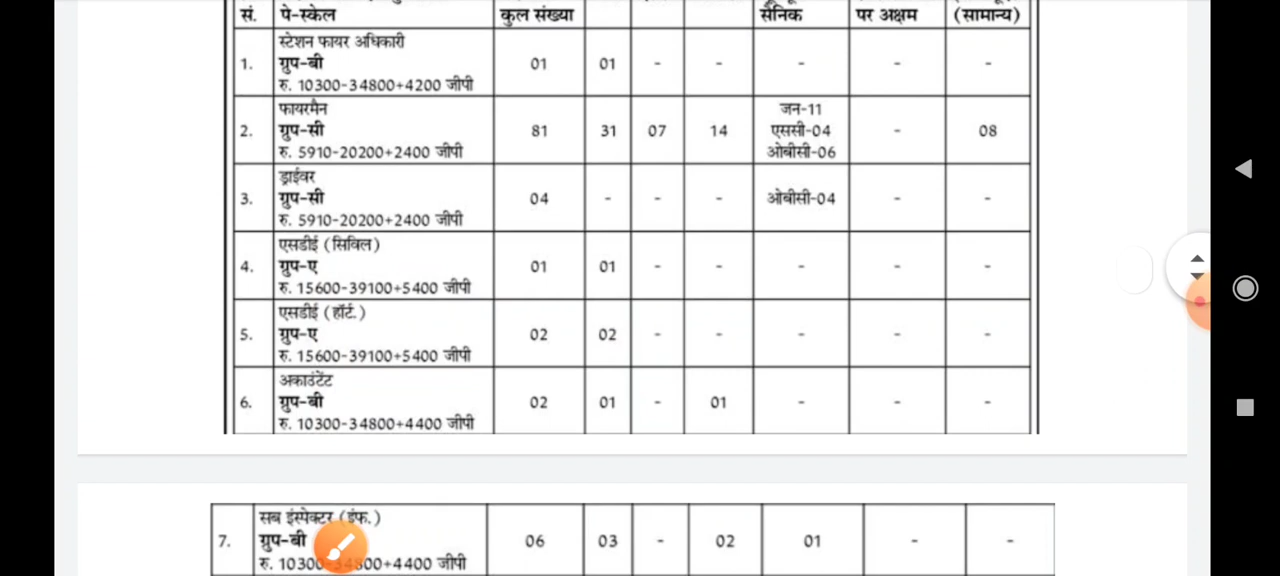 सं. पे-स्केल कुल संख्या सैनिक पर अक्षम (सामान्य)
स्टेशन फायर अधिकारी
1. ग्रुप-बी 01 01 - - - - -
रु. 10300-34800+4200 जीपी
फायरमैन जन-11
2. ग्रुप-सी 81 31 07 14 एससी-04 - 08
रु. 5910-20200+2400 जीपी ओबीसी-06
ड्राईवर
3. ग्रुप-सी 04 - - - ओबीसी-04 - -
रु. 5910-20200+2400 जीपी
एसडीई (सिविल)
4. ग्रुप-ए 01 01 - - - - -
रु. 15600-39100+5400 जीपी
एसडीई (हॉर्ट.)
5. ग्रुप-ए 02 02 - - - - -
रु. 15600-39100+5400 जीपी
अकाउंटेंट
6. ग्रुप-बी 02 01 - 01 - - -
रु. 10300-34800+4400 जीपी
सब इंस्पेक्टर (इंफ.)
7. ग्रुप-बी 06 03 - 02 01 - -
रु. 10300-34800+4400 जीपी